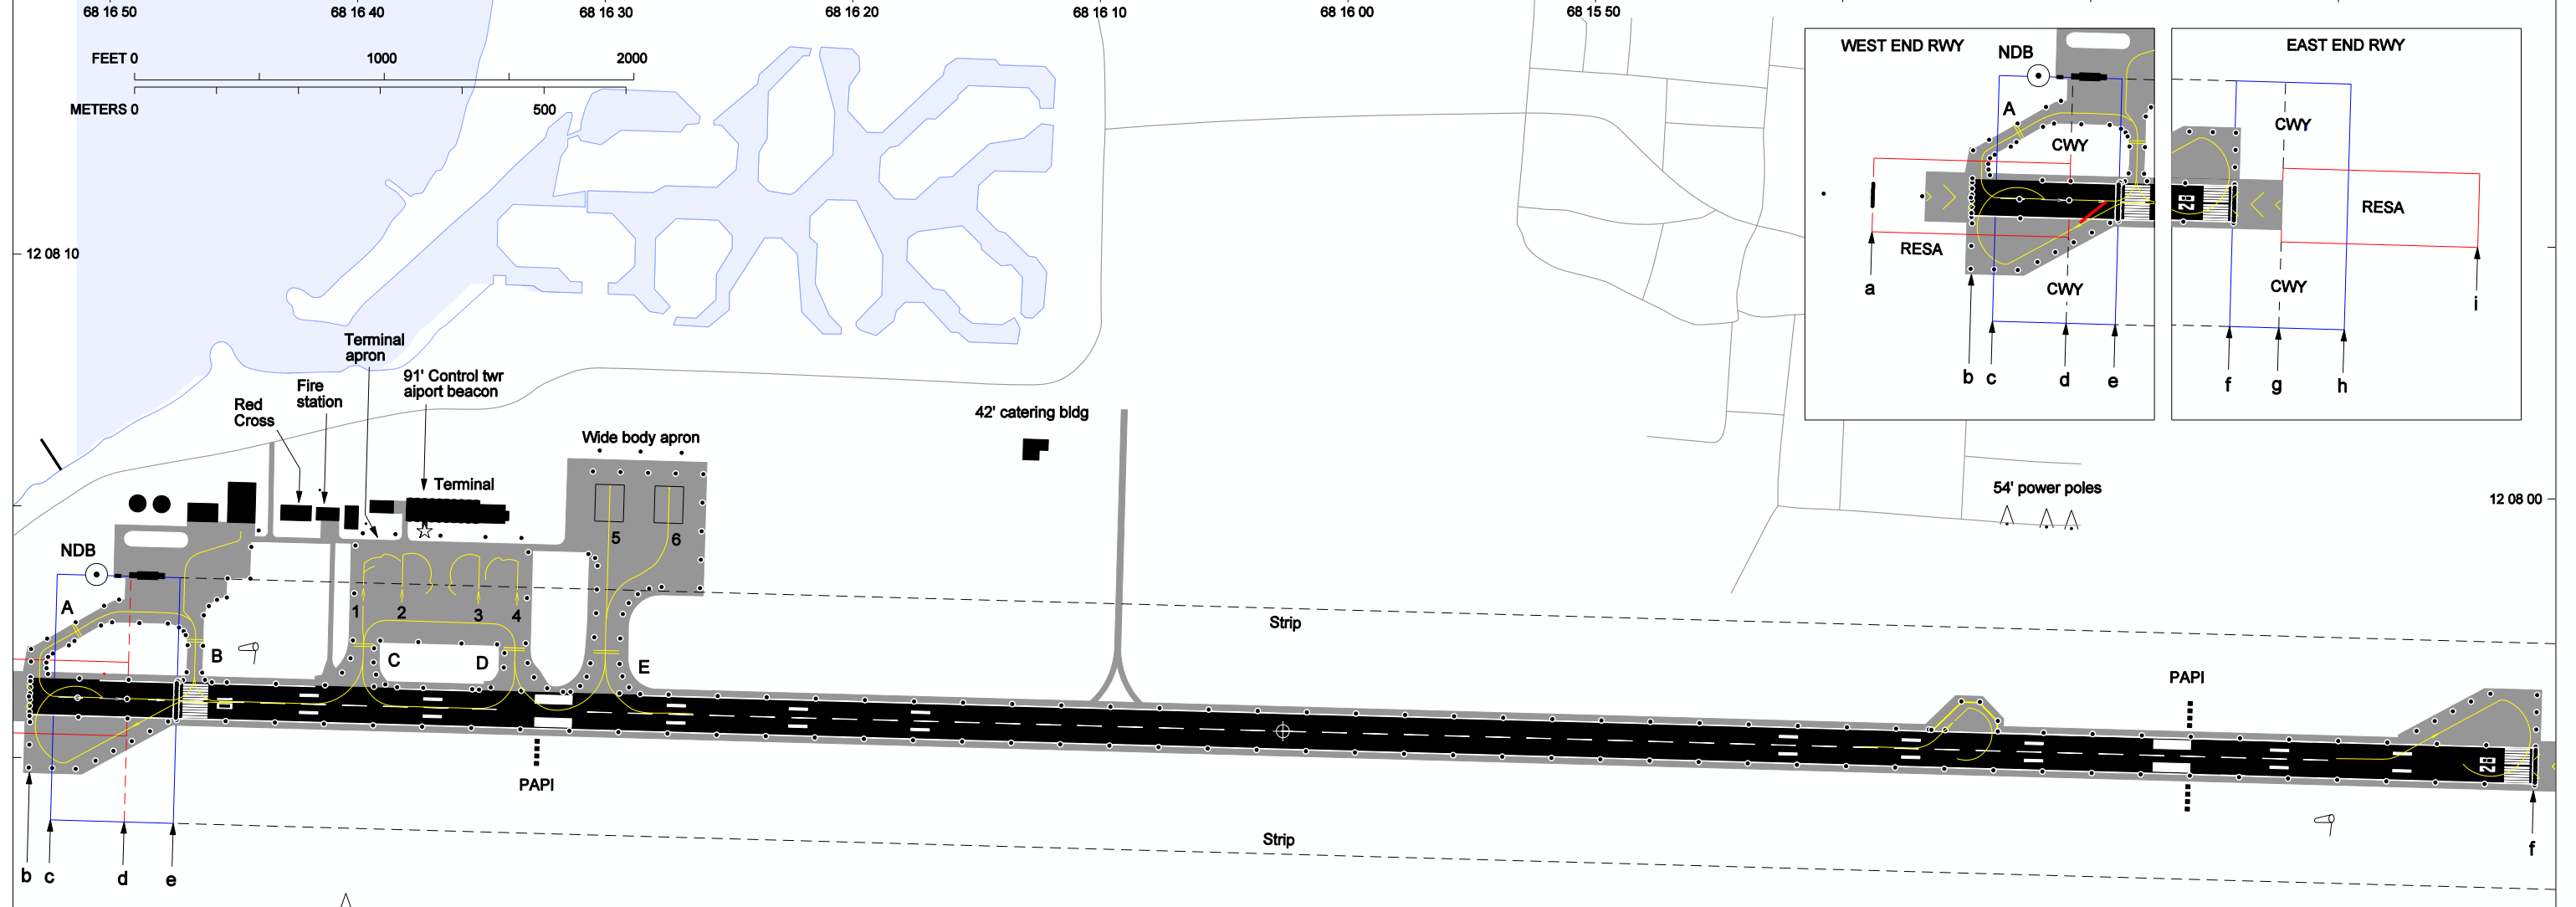 68 16 50
68 16 40
68 16 30
68 16 20
68 16 10
68 16 00
68 15 50
FEET 0
1000
2000
METERS 0
500
12 08 10
WEST END RWY
NDB
A
CWY
RESA
CWY
a
b
c
d
e
EAST END RWY
CWY
28
RESA
CWY
f
g
h
i
Terminal
apron
91' Control twr
aiport beacon
Fire
station
Red
Cross
Wide body apron
42' catering bldg
Terminal
54' power poles
12 08 00
5
6
NDB
A
B
1
2
3
4
C
D
E
Strip
PAPI
PAPI
28
Strip
b
c
d
e
f